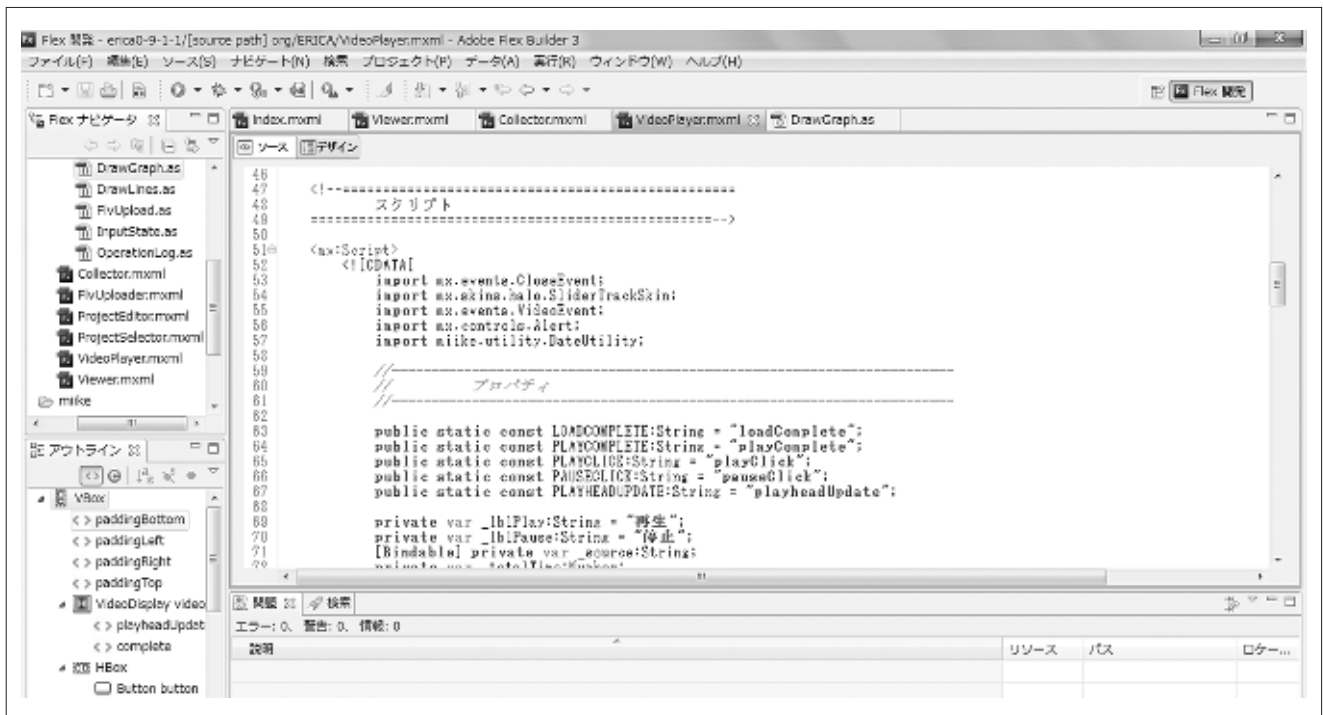 Flex 開発 - erica0-9-1-1/[source path] org/ERICA/VideoPlayer.mxml - Adobe Flex Builder 3
ファイル(F) 編集(E) ソース(S) ナビゲート(N) 検索 プロジェクト(P) データ(A) 実行(R) ウィンドウ(W) ヘルプ(H)
Flex 開発
Flex ナビゲータ
DrawGraph.as
DrawLines.as
FlvUpload.as
InputState.as
OperationLog.as
Collector.mxml
FlvUploader.mxml
ProjectEditor.mxml
ProjectSelector.mxml
VideoPlayer.mxml
Viewer.mxml
miike
アウトライン
VBox
paddingBottom
paddingLeft
paddingRight
paddingTop
VideoDisplay video
playheadUpdat
complete
HBox
Button button
index.mxml Viewer.mxml Collector.mxml VideoPlayer.mxml DrawGraph.as
ソース デザイン
46
47 <!--=================================================
48 スクリプト
49 ==================================================-->
50
51 <mx:Script>
52 <![CDATA[
53 import mx.events.CloseEvent;
54 import mx.skins.halo.SliderTrackSkin;
55 import mx.events.VideoEvent;
56 import mx.controls.Alert;
57 import miike.utility.DateUtility;
58
59 //----------------------------------------------------------------------
60 // プロパティ
61 //----------------------------------------------------------------------
62
63 public static const LOADCOMPLETE:String = "loadComplete";
64 public static const PLAYCOMPLETE:String = "playComplete";
65 public static const PLAYCLICK:String = "playClick";
66 public static const PAUSECLICK:String = "pauseClick";
67 public static const PLAYHEADUPDATE:String = "playheadUpdate";
68
69 private var _lblPlay:String = "再生";
70 private var _lblPause:String = "停止";
71 [Bindable] private var _source:String;
72 private var _totalTime:Number;
問題 検索
エラー: 0、 警告: 0、 情報: 0
説明 リソース パス ロケー...